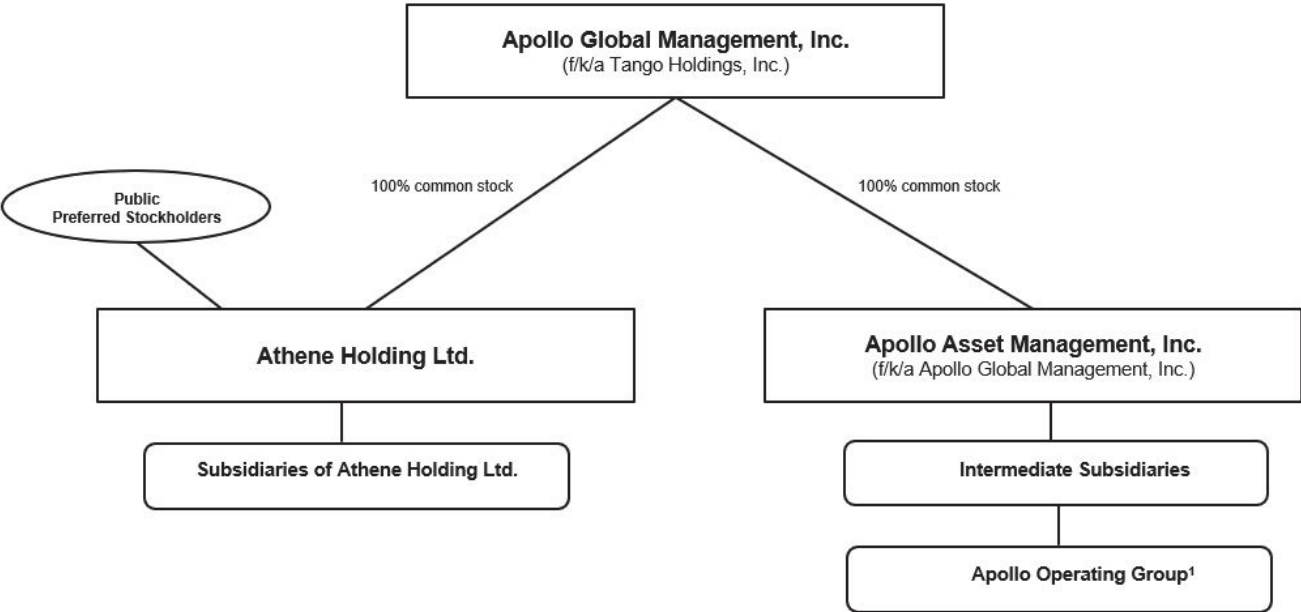 Apollo Global Management, Inc.
(f/k/a Tango Holdings, Inc.)
100% common stock
100% common stock
Public
Preferred Stockholders
Athene Holding Ltd.
Apollo Asset Management, Inc.
(f/k/a Apollo Global Management, Inc.)
Subsidiaries of Athene Holding Ltd.
Intermediate Subsidiaries
Apollo Operating Group¹